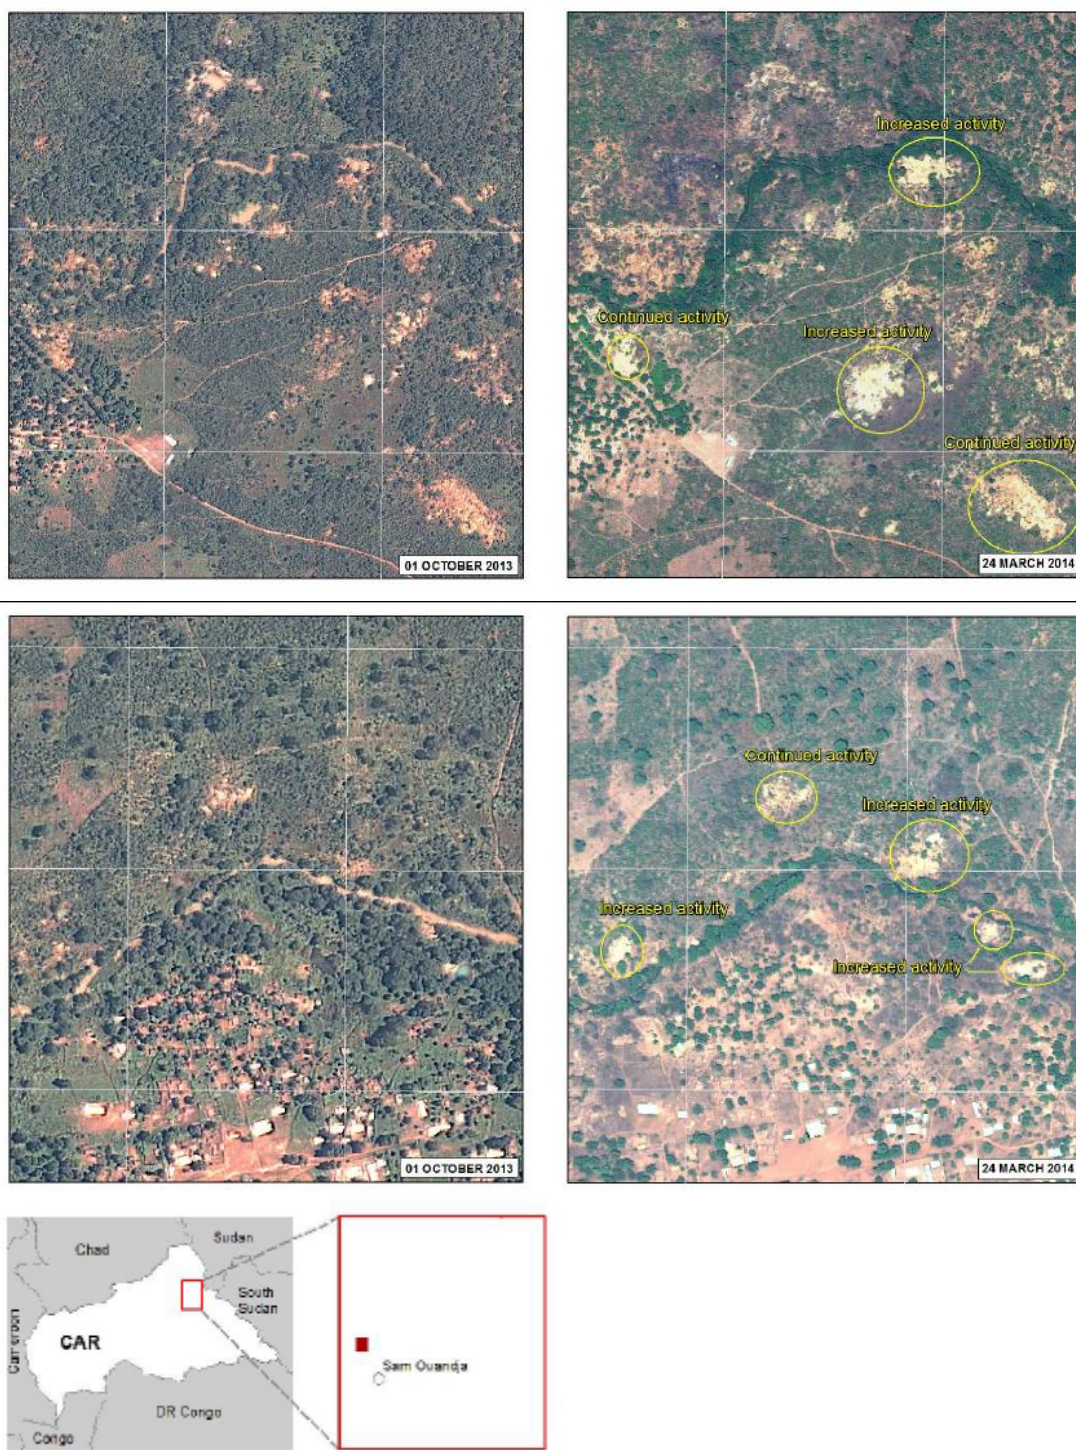 Increased activity
Continued activity
Increased activity
Continued activity
01 OCTOBER 2013
24 MARCH 2014
Continued activity
Increased activity
Increased activity
Increased activity
01 OCTOBER 2013
24 MARCH 2014
Chad
Sudan
South
Sudan
Cameroon
CAR
DR Congo
Congo
Sam Ouandja